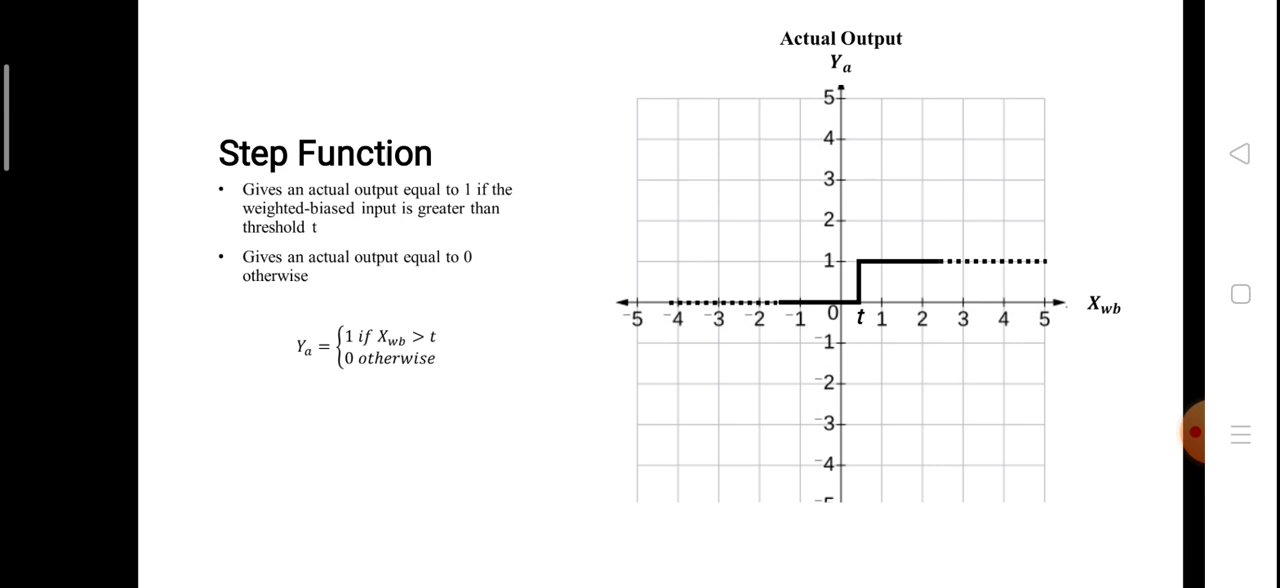 Step Function
• Gives an actual output equal to 1 if the
weighted-biased input is greater than
threshold t
• Gives an actual output equal to 0
otherwise
Yₐ = {1 if X_wb > t
{0 otherwise
Actual Output
Yₐ
5
4
3
2
1
-5 -4 -3 -2 -1 0 t 1 2 3 4 5 X_wb
-1
-2
-3
-4